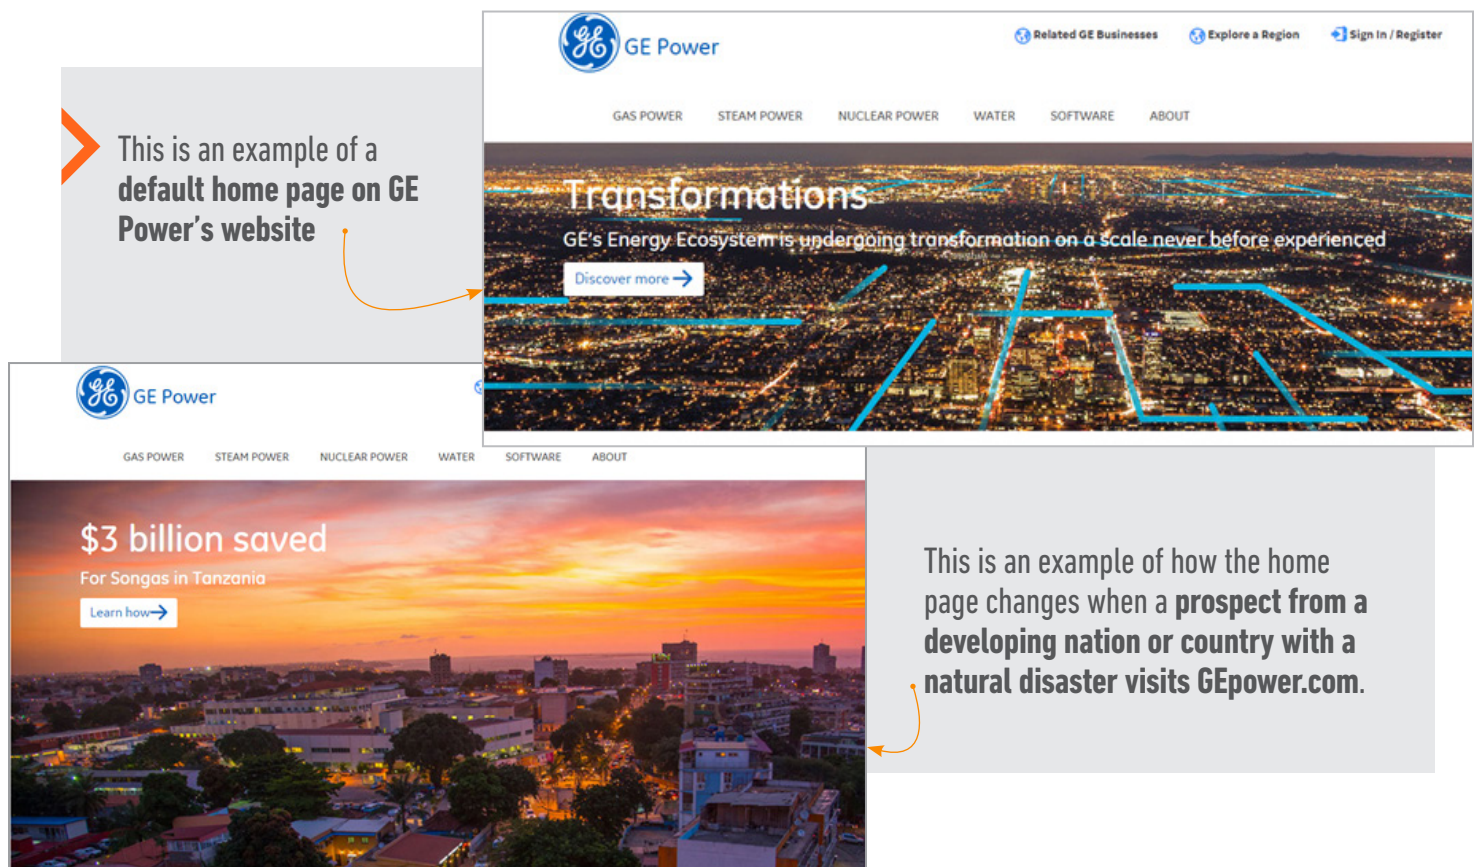 GE Power
Related GE Businesses
Explore a Region
Sign In / Register
GAS POWER
STEAM POWER
NUCLEAR POWER
WATER
SOFTWARE
ABOUT
Transformations
GE's Energy Ecosystem is undergoing transformation on a scale never before experienced
Discover more
This is an example of a
default home page on GE
Power’s website
GE Power
GAS POWER
STEAM POWER
NUCLEAR POWER
WATER
SOFTWARE
ABOUT
$3 billion saved
For Songas in Tanzania
Learn how
This is an example of how the home
page changes when a prospect from a
developing nation or country with a
natural disaster visits GEpower.com.